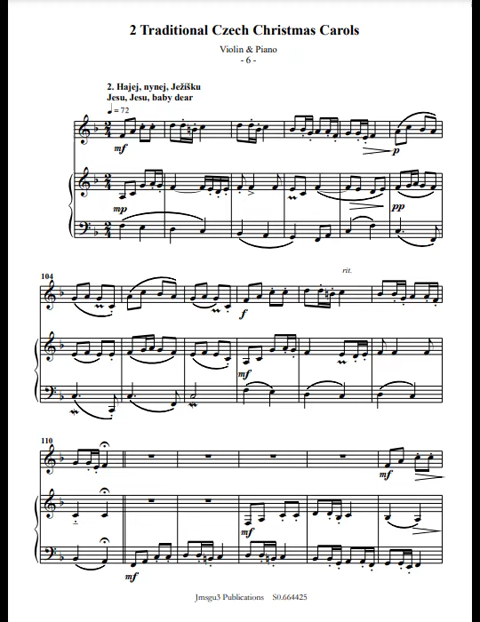 2 Traditional Czech Christmas Carols
Violin & Piano
- 6 -
2. Hajej, nynej, Ježíšku
Jesu, Jesu, baby dear
♩ = 72
mf
p
mp
pp
104
rit.
f
mf
110
mf
mf
mf
Jmsgu3 Publications S0.664425